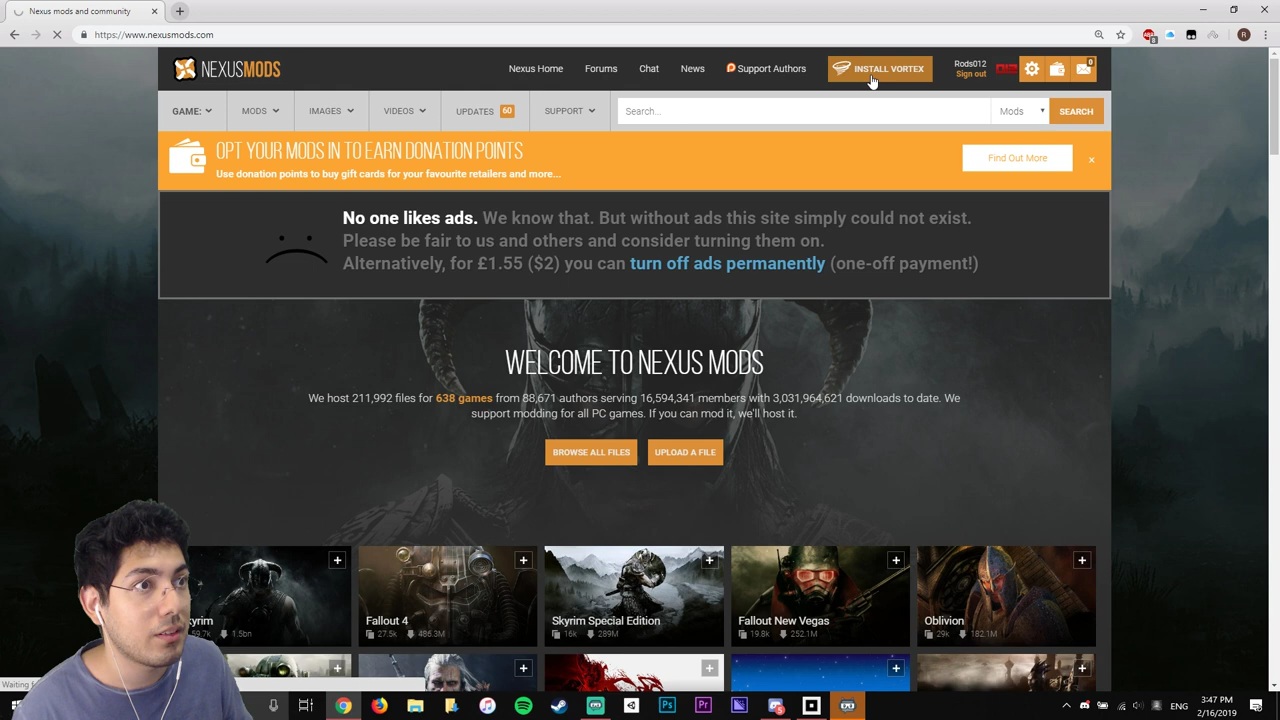 Nexus mods and community
https://www.nexusmods.com
8
NEXUSMODS
Nexus Home
Forums
Chat
News
Support Authors
INSTALL VORTEX
Rods012
Sign out
0
GAME:
MODS
IMAGES
VIDEOS
UPDATES 60
SUPPORT
Search...
Mods
SEARCH
OPT YOUR MODS IN TO EARN DONATION POINTS
Use donation points to buy gift cards for your favourite retailers and more...
Find Out More
No one likes ads. We know that. But without ads this site simply could not exist.
Please be fair to us and others and consider turning them on.
Alternatively, for £1.55 ($2) you can turn off ads permanently (one-off payment!)
WELCOME TO NEXUS MODS
We host 211,992 files for 638 games from 88,671 authors serving 16,594,341 members with 3,031,964,621 downloads to date. We
support modding for all PC games. If you can mod it, we'll host it.
BROWSE ALL FILES
UPLOAD A FILE
yrim
59.7k 1.5bn
Fallout 4
27.5k 486.3M
Skyrim Special Edition
16k 289M
Fallout New Vegas
19.8k 252.1M
Oblivion
29k 182.1M
Waiting f
Ps
Pr
ENG
3:47 PM
2/16/2019